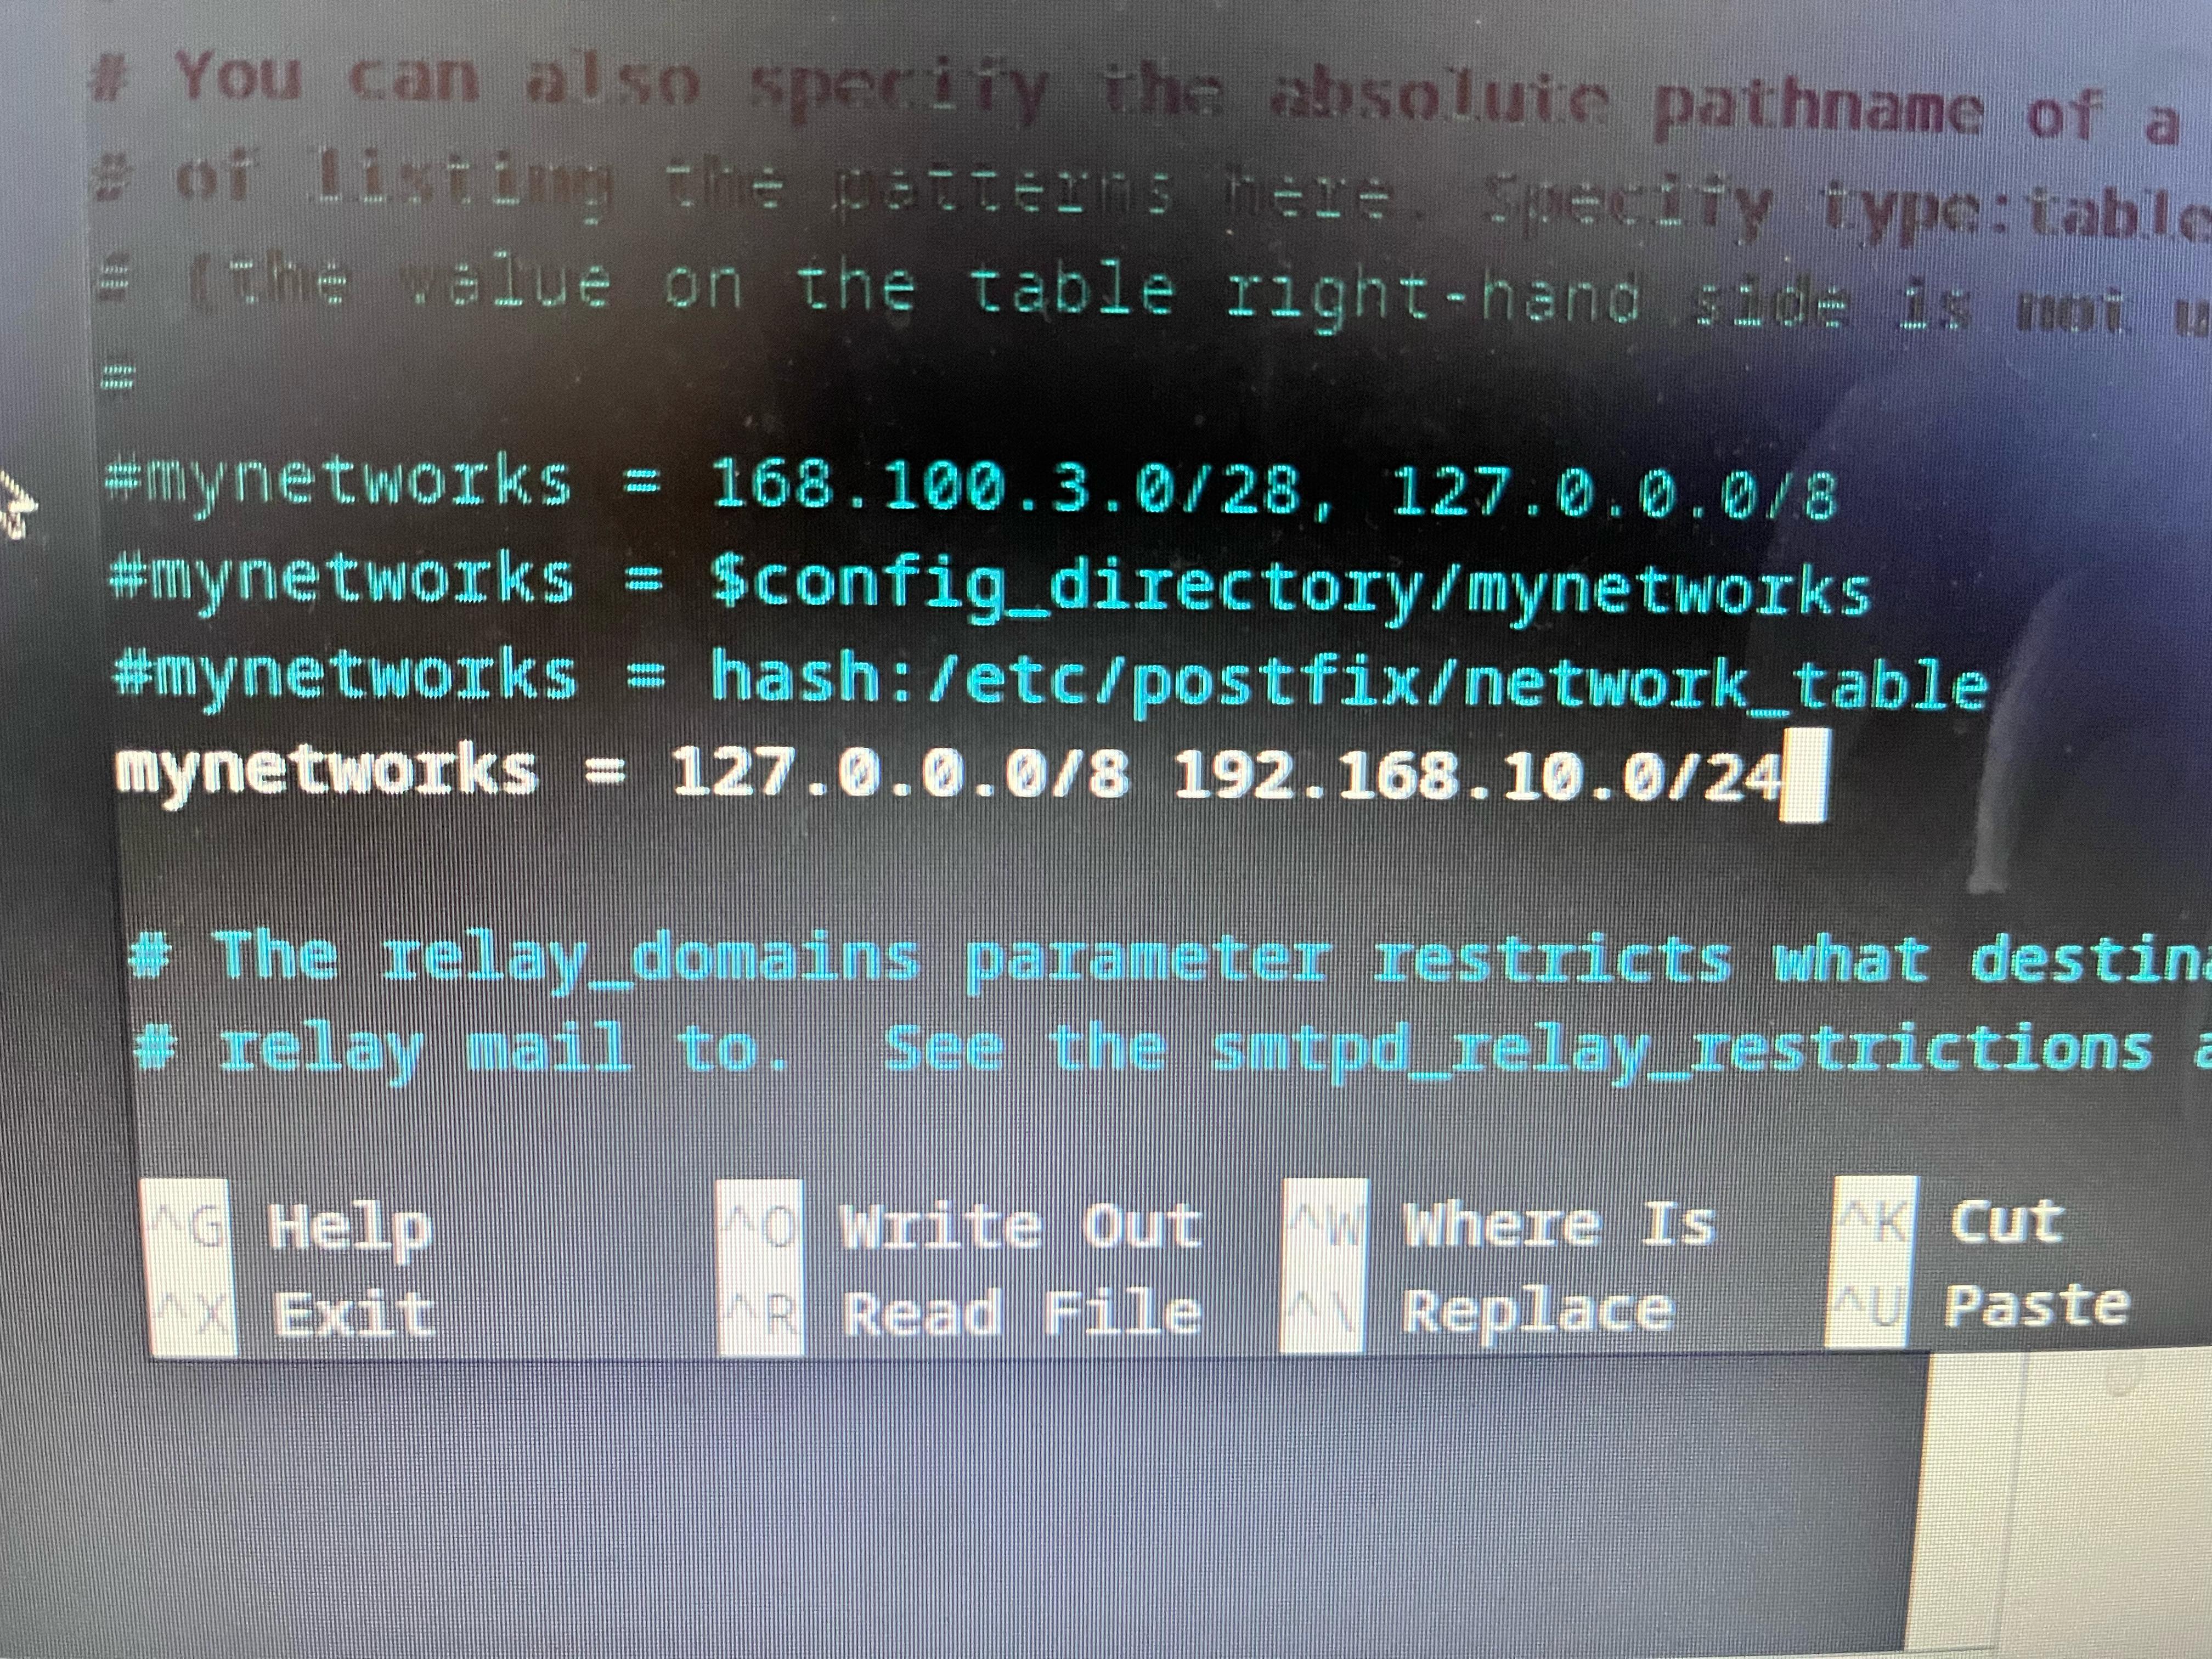 # You can also specify the absolute pathname of a
# of listing the patterns here. Specify type:table
# (the value on the table right-hand side is not u
#
#mynetworks = 168.100.3.0/28, 127.0.0.0/8
#mynetworks = $config_directory/mynetworks
#mynetworks = hash:/etc/postfix/network_table
mynetworks = 127.0.0.0/8 192.168.10.0/24
# The relay_domains parameter restricts what destina
# relay mail to.  See the smtpd_relay_restrictions a
^G Help ^O Write Out ^W Where Is ^K Cut
^X Exit ^R Read File ^\ Replace ^U Paste